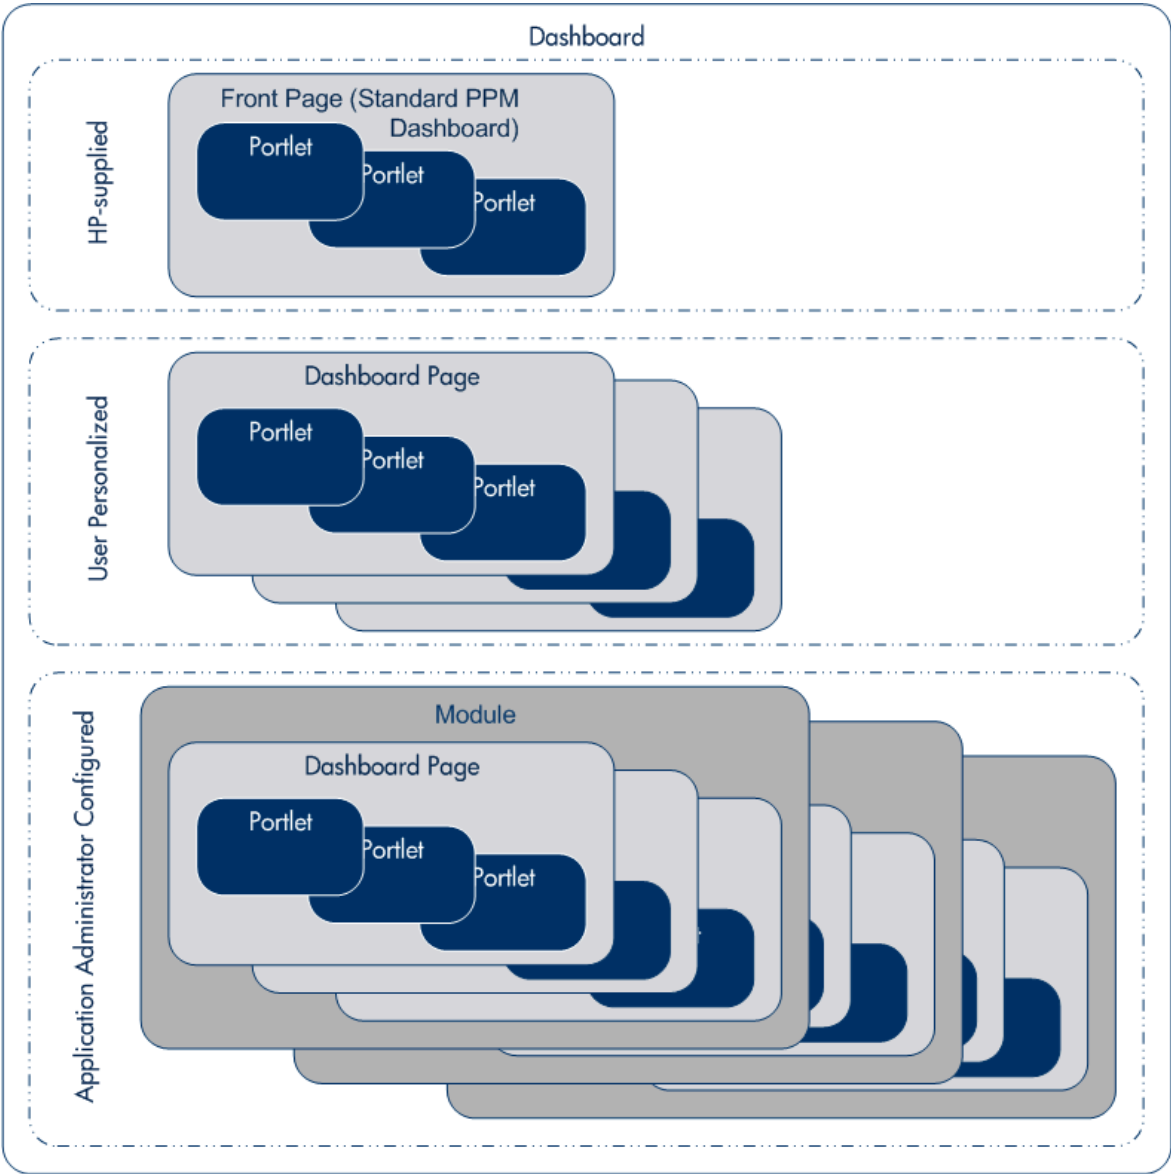 Dashboard
HP-supplied
Front Page (Standard PPM
Dashboard)
Portlet
Portlet
Portlet
User Personalized
Dashboard Page
Portlet
Portlet
Portlet
Application Administrator Configured
Module
Dashboard Page
Portlet
Portlet
Portlet